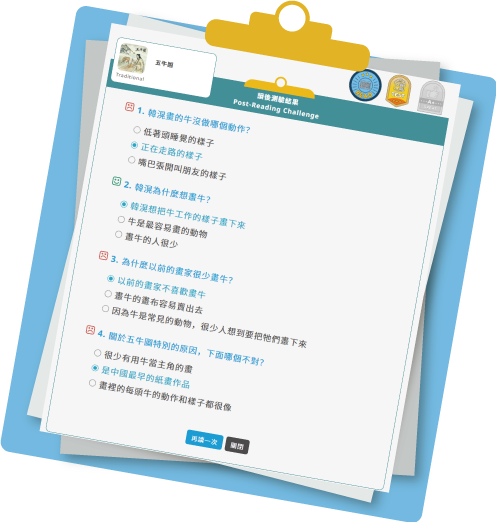 五牛圖
Traditional
讀後測驗結果
Post-Reading Challenge
1. 韓滉畫的牛沒做哪個動作?
低著頭睡覺的樣子
正在走路的樣子
嘴巴張開叫朋友的樣子
2. 韓滉為什麼想畫牛?
韓滉想把牛工作的樣子畫下來
牛是最容易畫的動物
畫牛的人很少
3. 為什麼以前的畫家很少畫牛?
以前的畫家不喜歡畫牛
畫牛的畫布容易賣出去
因為牛是常見的動物，很少人想到要把牠們畫下來
4. 關於五牛圖特別的原因，下面哪個不對?
很少有用牛當主角的畫
是中國最早的紙畫作品
畫裡的每頭牛的動作和樣子都很像
再讀一次
關閉